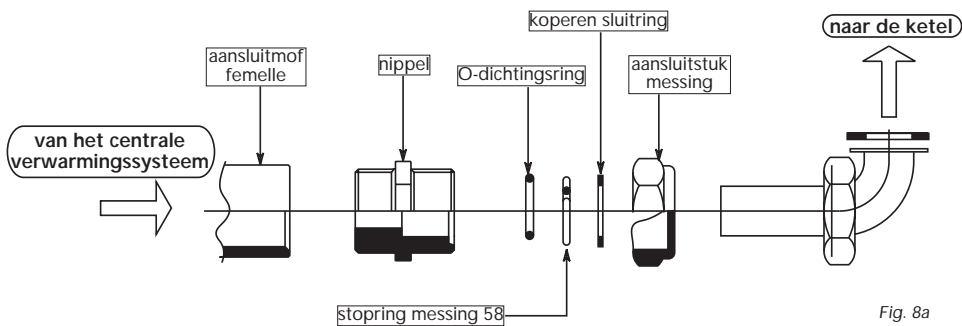 koperen sluitring
naar de ketel
aansluitmof
femelle
nippel
O-dichtingsring
aansluitstuk
messing
van het centrale
verwarmingssysteem
stopring messing 58
Fig. 8a